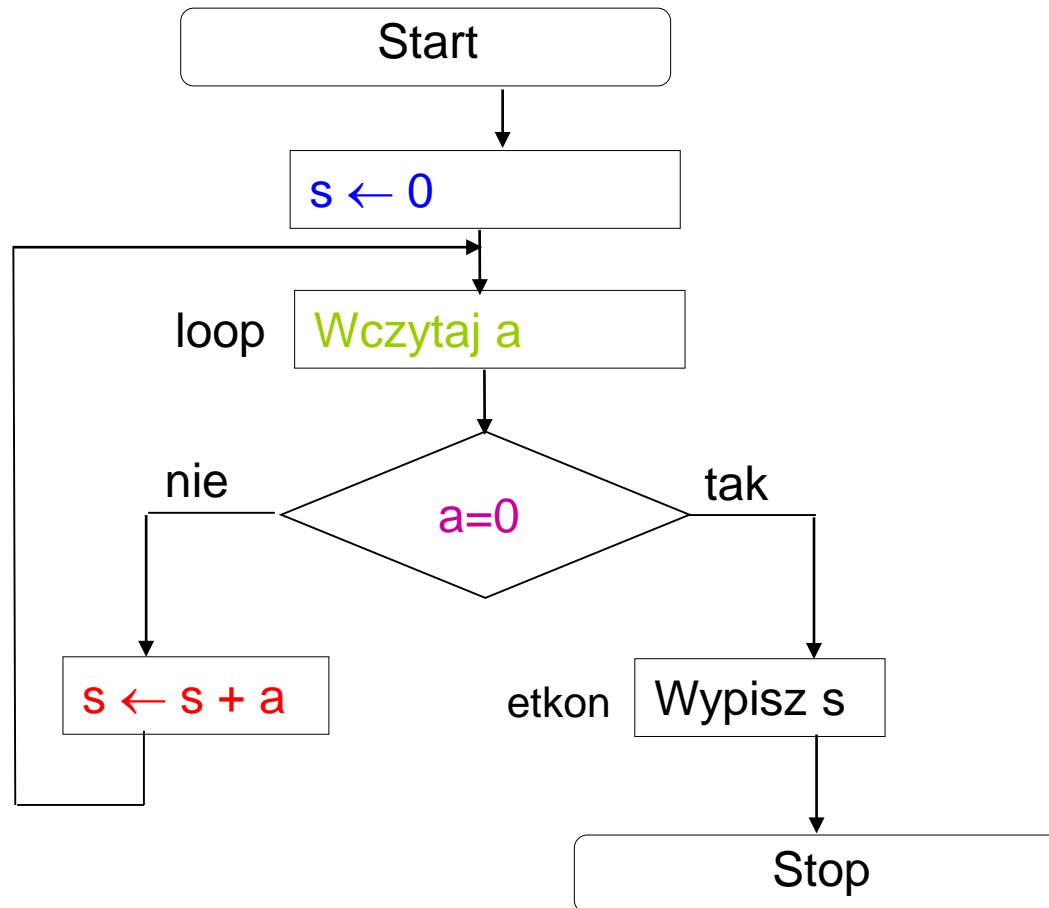 Start
s ← 0
loop
Wczytaj a
nie
a=0
tak
s ← s + a
etkon
Wypisz s
Stop